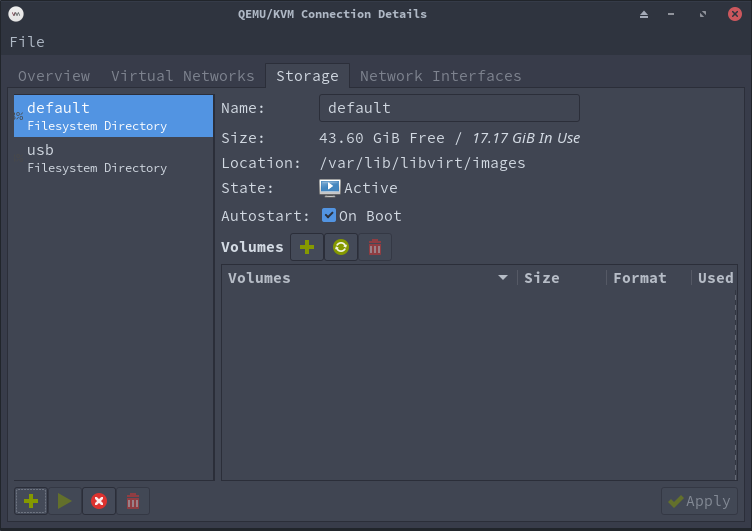 QEMU/KVM Connection Details
File
Overview Virtual Networks Storage Network Interfaces
default
Filesystem Directory
usb
Filesystem Directory
Name: default
Size: 43.60 GiB Free / 17.17 GiB In Use
Location: /var/lib/libvirt/images
State: Active
Autostart: On Boot
Volumes
Volumes Size Format Used
Apply